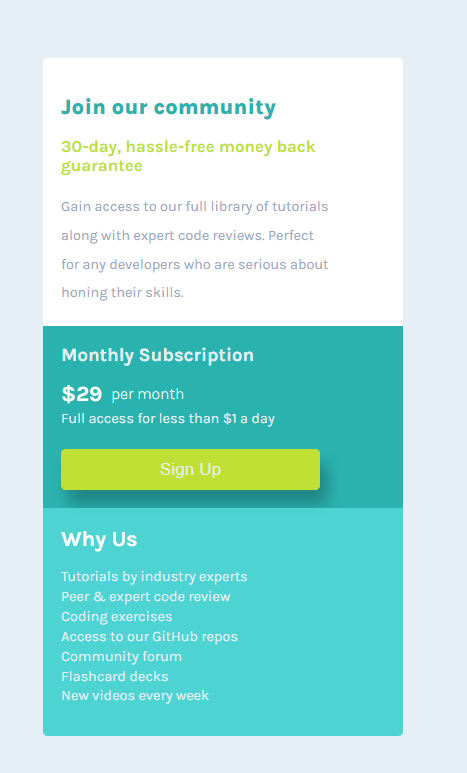 Join our community
30-day, hassle-free money back
guarantee
Gain access to our full library of tutorials
along with expert code reviews. Perfect
for any developers who are serious about
honing their skills.
Monthly Subscription
$29 per month
Full access for less than $1 a day
Sign Up
Why Us
Tutorials by industry experts
Peer & expert code review
Coding exercises
Access to our GitHub repos
Community forum
Flashcard decks
New videos every week